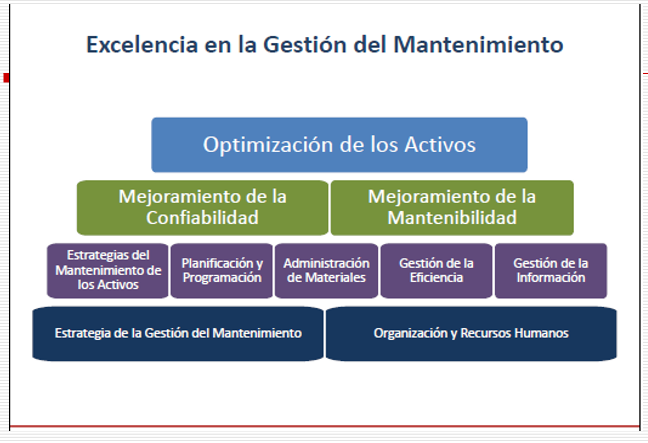 Excelencia en la Gestión del Mantenimiento
Optimización de los Activos
Mejoramiento de la
Confiabilidad
Mejoramiento de la
Mantenibilidad
Estrategias del
Mantenimiento de
los Activos
Planificación y
Programación
Administración
de Materiales
Gestión de la
Eficiencia
Gestión de la
Información
Estrategia de la Gestión del Mantenimiento
Organización y Recursos Humanos